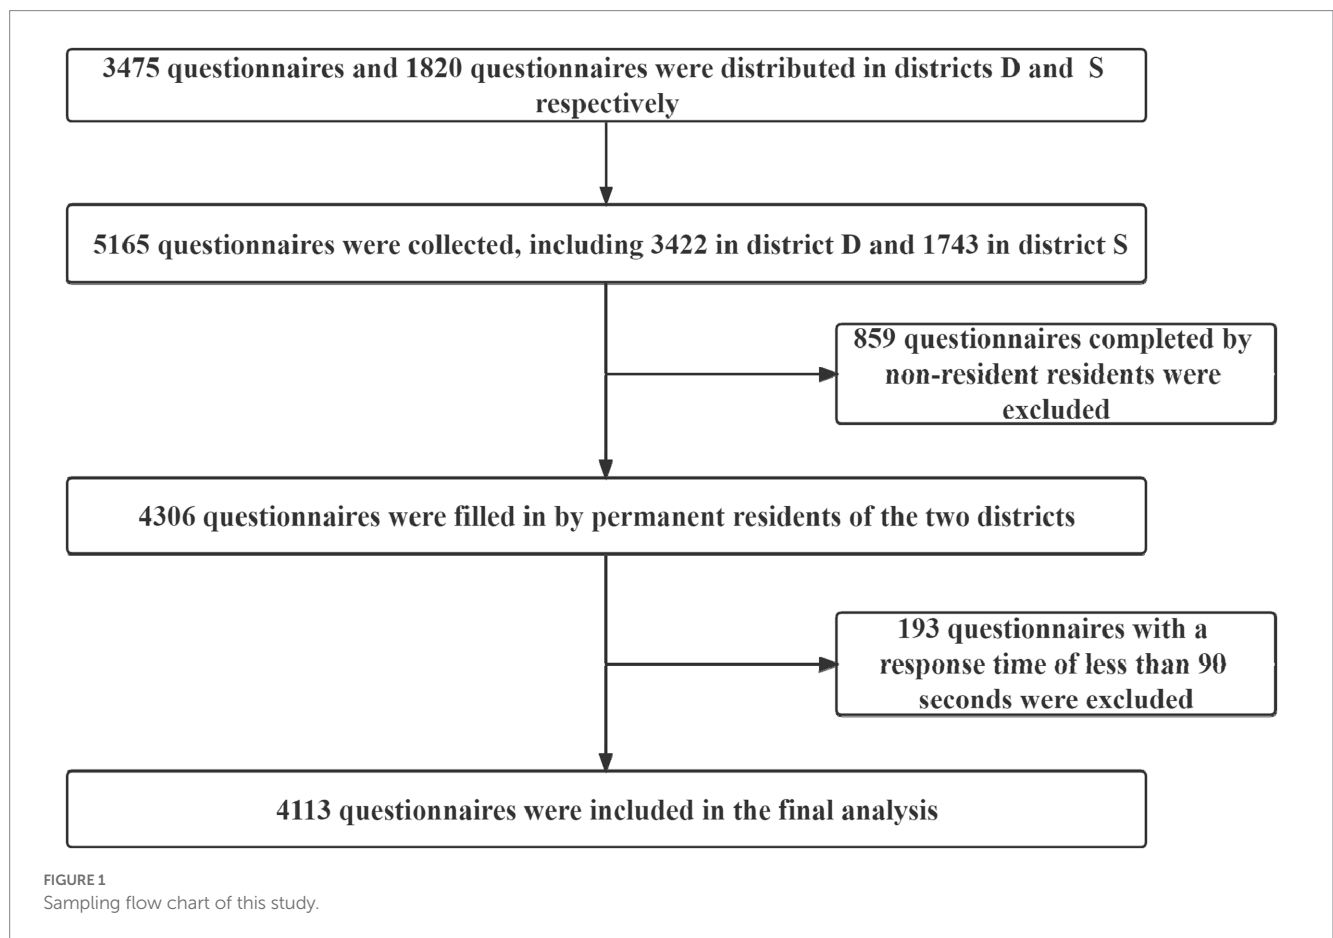 3475 questionnaires and 1820 questionnaires were distributed in districts D and S
respectively
5165 questionnaires were collected, including 3422 in district D and 1743 in district S
859 questionnaires completed by
non-resident residents were
excluded
4306 questionnaires were filled in by permanent residents of the two districts
193 questionnaires with a
response time of less than 90
seconds were excluded
4113 questionnaires were included in the final analysis
FIGURE 1
Sampling flow chart of this study.